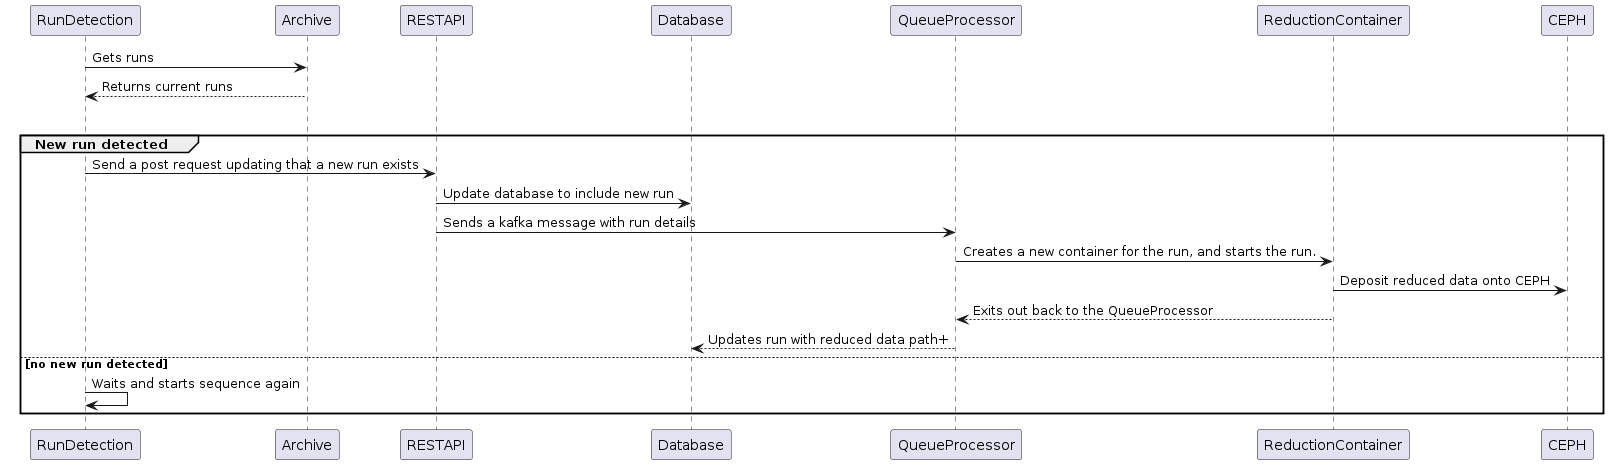 RunDetection Archive RESTAPI Database QueueProcessor ReductionContainer CEPH
Gets runs
Returns current runs
New run detected
Send a post request updating that a new run exists
Update database to include new run
Sends a kafka message with run details
Creates a new container for the run, and starts the run.
Deposit reduced data onto CEPH
Exits out back to the QueueProcessor
Updates run with reduced data path+
[no new run detected]
Waits and starts sequence again
RunDetection Archive RESTAPI Database QueueProcessor ReductionContainer CEPH